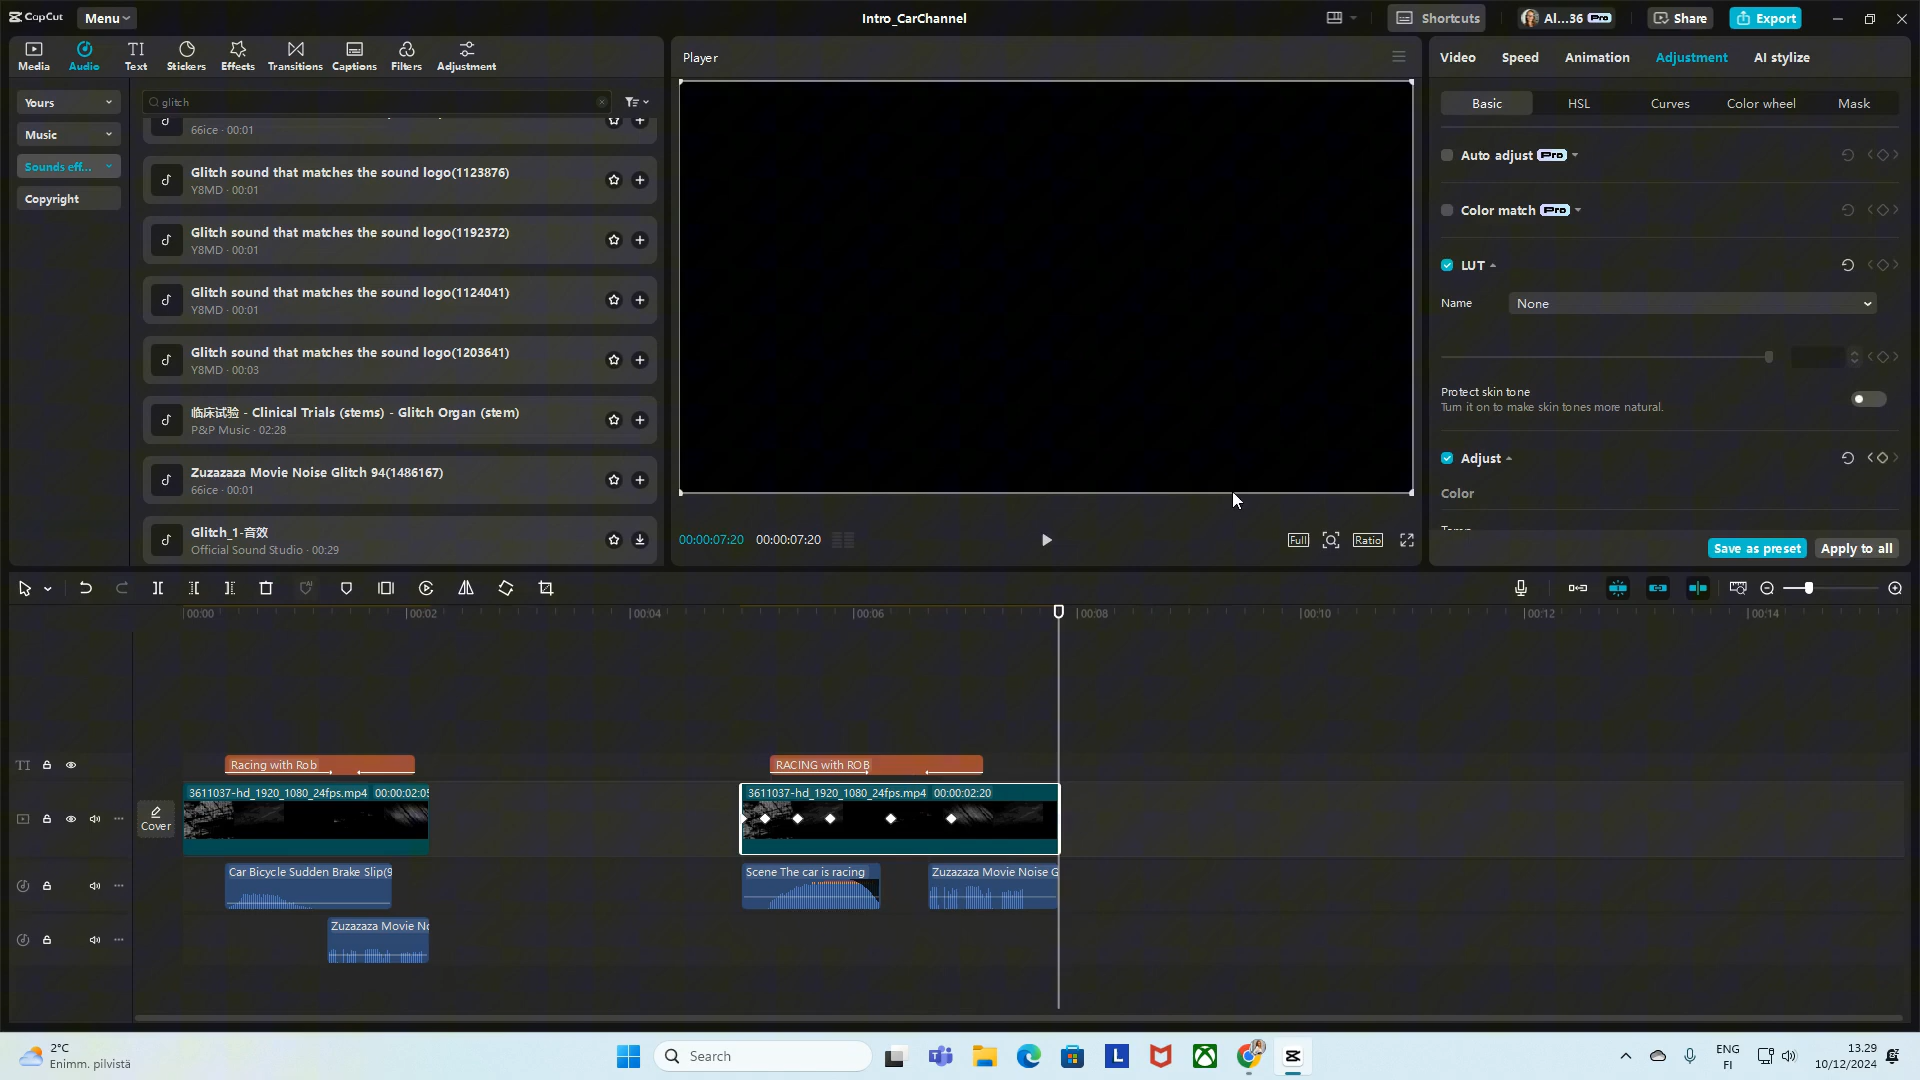 CapCut
Menu
Intro_CarChannel
Shortcuts
Al...36 Pro
Share
Export
Media
Audio
Text
Stickers
Effects
Transitions
Captions
Filters
Adjustment
Player
Video
Speed
Animation
Adjustment
AI stylize
Yours
Music
Sounds eff...
Copyright
glitch
66ice · 00:01
Glitch sound that matches the sound logo(1123876)
Y8MD · 00:01
Glitch sound that matches the sound logo(1192372)
Y8MD · 00:01
Glitch sound that matches the sound logo(1124041)
Y8MD · 00:01
Glitch sound that matches the sound logo(1203641)
Y8MD · 00:03
临床试验 - Clinical Trials (stems) - Glitch Organ (stem)
P&P Music · 02:28
Zuzazaza Movie Noise Glitch 94(1486167)
66ice · 00:01
Glitch_1-音效
Official Sound Studio · 00:29
00:00:07:20
00:00:07:20
Full
Ratio
Basic
HSL
Curves
Color wheel
Mask
Auto adjust Pro
Color match Pro
LUT
Name
None
Protect skin tone
Turn it on to make skin tones more natural.
Adjust
Color
Save as preset
Apply to all
00:00
00:02
00:04
00:06
00:08
00:10
00:12
00:14
TI
Racing with Rob
RACING with ROB
Cover
3611037-hd_1920_1080_24fps.mp4 00:00:02:05
3611037-hd_1920_1080_24fps.mp4 00:00:02:20
Car Bicycle Sudden Brake Slip(9
Scene The car is racing
Zuzazaza Movie Noise G
Zuzazaza Movie No
2°C
Enimm. pilvistä
Search
ENG
FI
13.29
10/12/2024